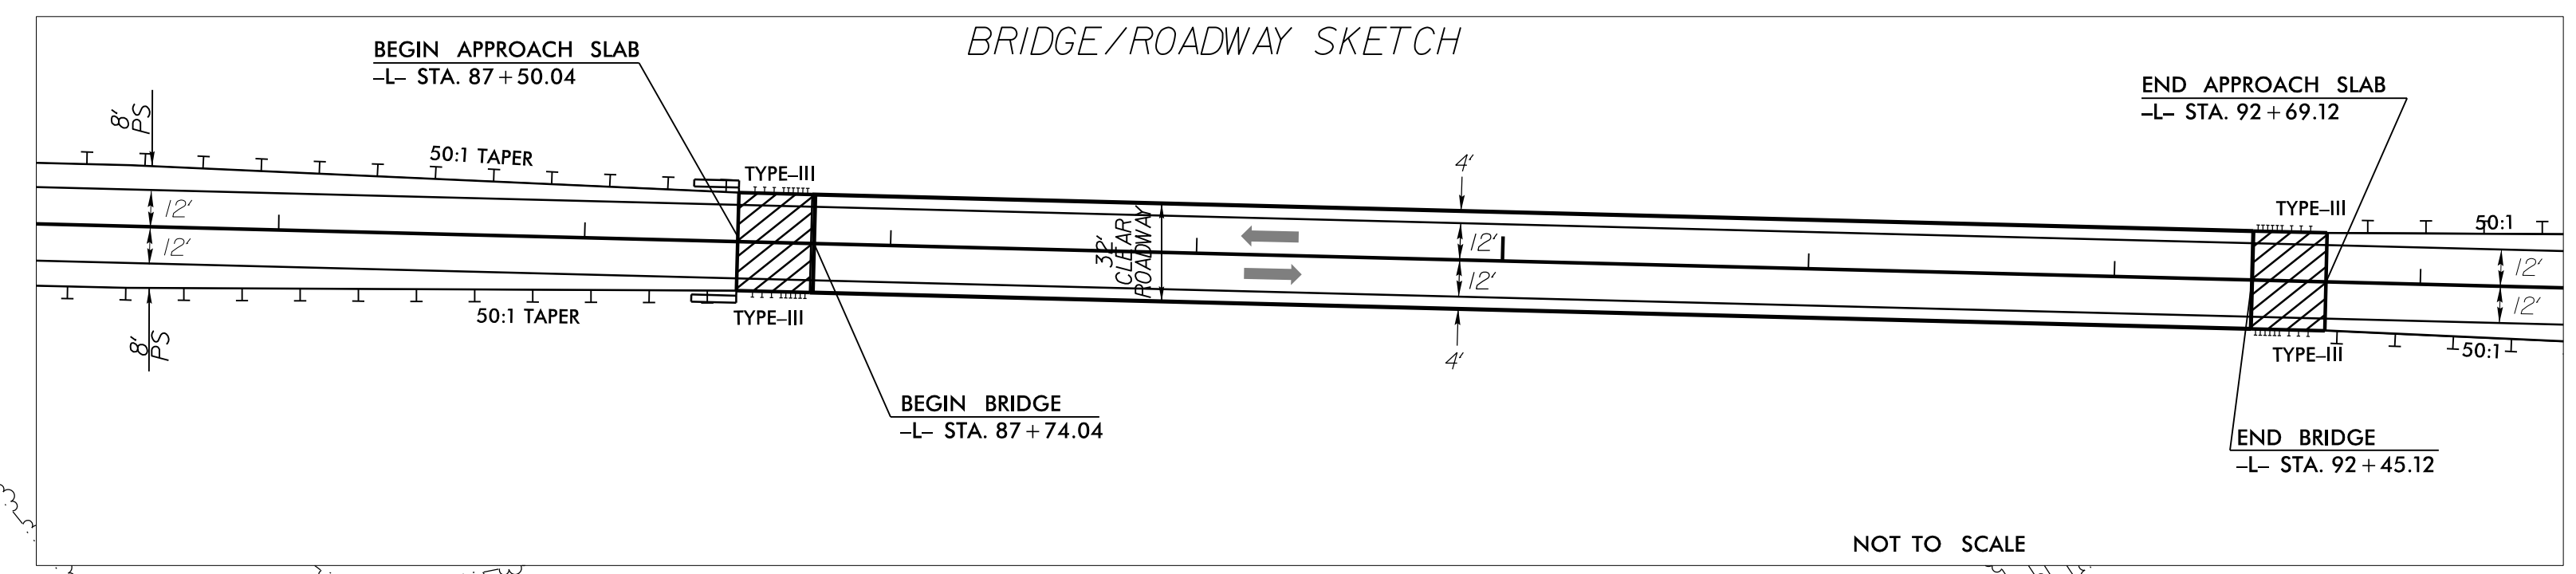 BRIDGE/ROADWAY SKETCH
BEGIN APPROACH SLAB
-L- STA. 87+50.04
END APPROACH SLAB
-L- STA. 92+69.12
8'
PS
50:1 TAPER
TYPE-III
4'
TYPE-III
50:1
12'
12'
32'
CLEAR
ROADWAY
12'
12'
12'
12'
50:1 TAPER
TYPE-III
8'
PS
4'
TYPE-III
50:1
BEGIN BRIDGE
-L- STA. 87+74.04
END BRIDGE
-L- STA. 92+45.12
NOT TO SCALE